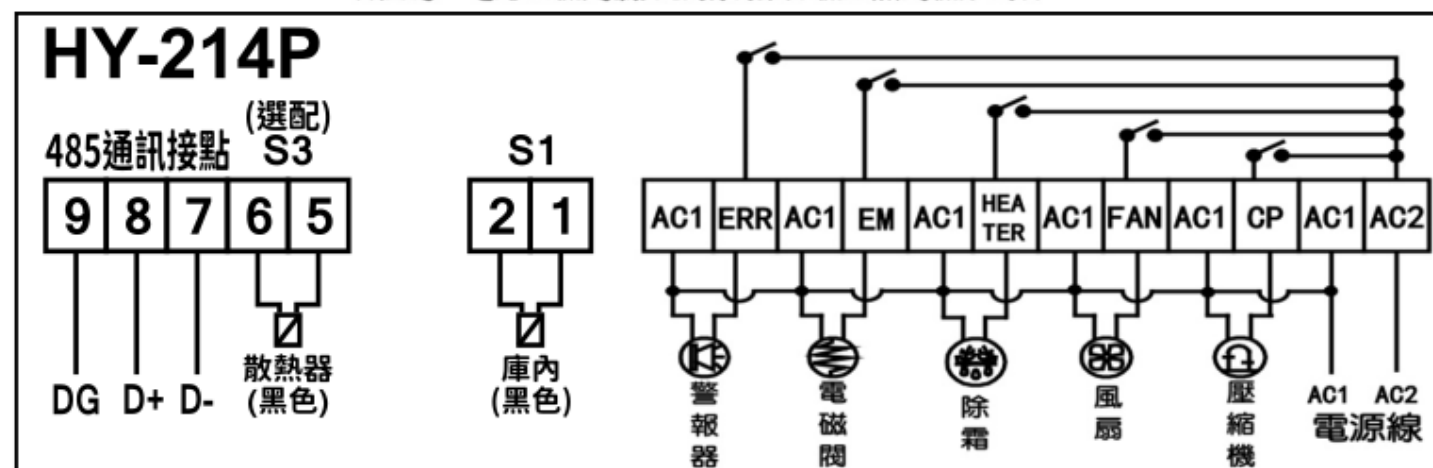 HY-214P
(選配)
485通訊接點 S3 S1
9 8 7 6 5 2 1 AC1 ERR AC1 EM AC1 HEA TER AC1 FAN AC1 CP AC1 AC2
DG D+ D-
散熱器
(黑色)
庫內
(黑色)
警報器
電磁閥
除霜
風扇
壓縮機
AC1 AC2
電源線